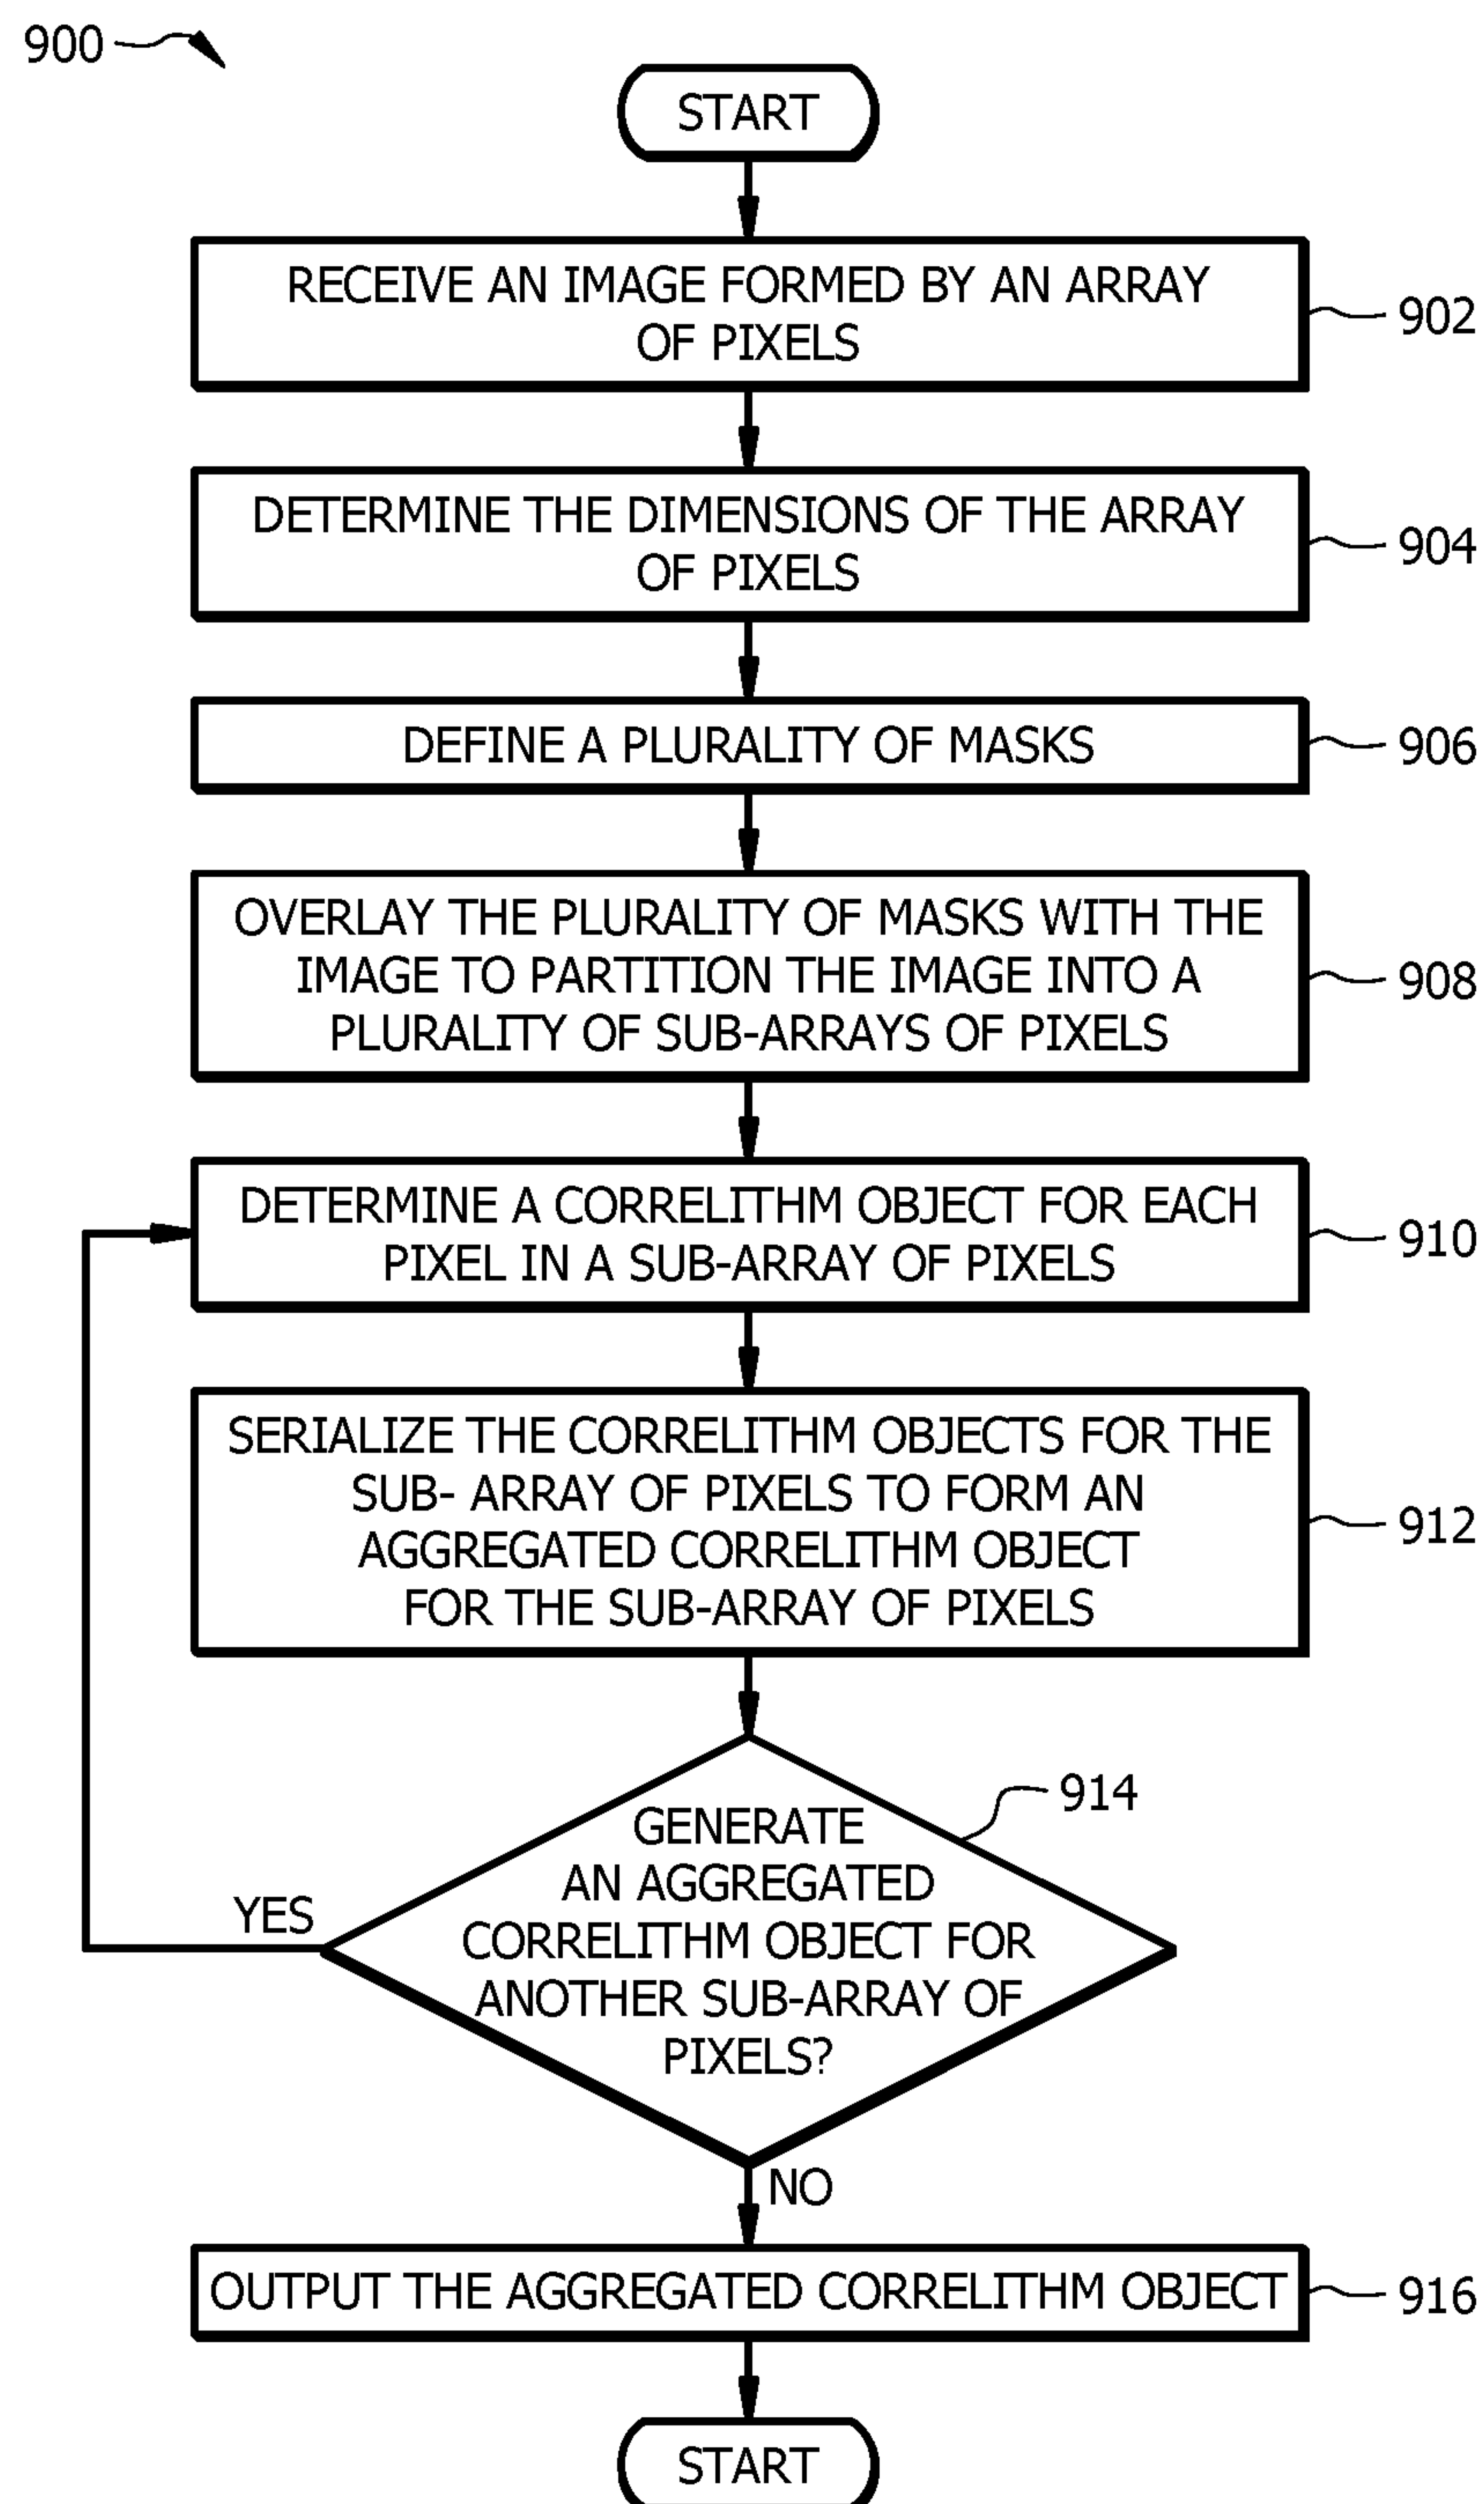 900
START
RECEIVE AN IMAGE FORMED BY AN ARRAY
OF PIXELS
902
DETERMINE THE DIMENSIONS OF THE ARRAY
OF PIXELS
904
DEFINE A PLURALITY OF MASKS
906
OVERLAY THE PLURALITY OF MASKS WITH THE
IMAGE TO PARTITION THE IMAGE INTO A
PLURALITY OF SUB-ARRAYS OF PIXELS
908
DETERMINE A CORRELITHM OBJECT FOR EACH
PIXEL IN A SUB-ARRAY OF PIXELS
910
SERIALIZE THE CORRELITHM OBJECTS FOR THE
SUB- ARRAY OF PIXELS TO FORM AN
AGGREGATED CORRELITHM OBJECT
FOR THE SUB-ARRAY OF PIXELS
912
914
GENERATE
AN AGGREGATED
CORRELITHM OBJECT FOR
ANOTHER SUB-ARRAY OF
PIXELS?
YES
NO
OUTPUT THE AGGREGATED CORRELITHM OBJECT
916
START